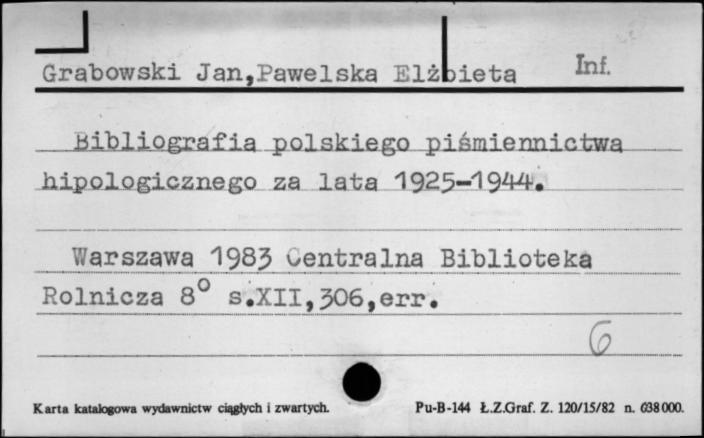 Grabowski Jan,Pawelska Elżbieta Inf.
Bibliografia polskiego piśmiennictwa
hipologicznego za lata 1925-1944.
Warszawa 1983 Centralna Biblioteka
Rolnicza 8° s.XII,306,err.
6
Karta katalogowa wydawnictw ciągłych i zwartych. Pu-B-144 Ł.Z.Graf. Z. 120/15/82 n. 638000.